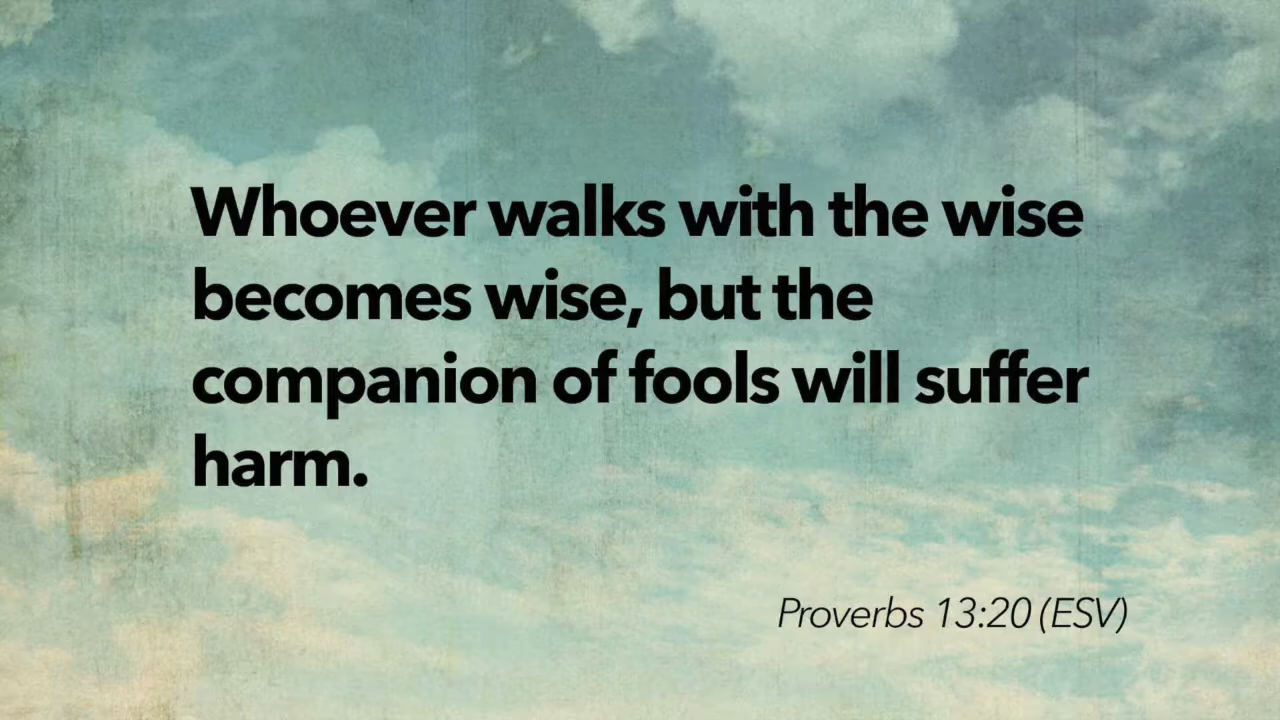 Whoever walks with the wise
becomes wise, but the
companion of fools will suffer
harm.
Proverbs 13:20 (ESV)